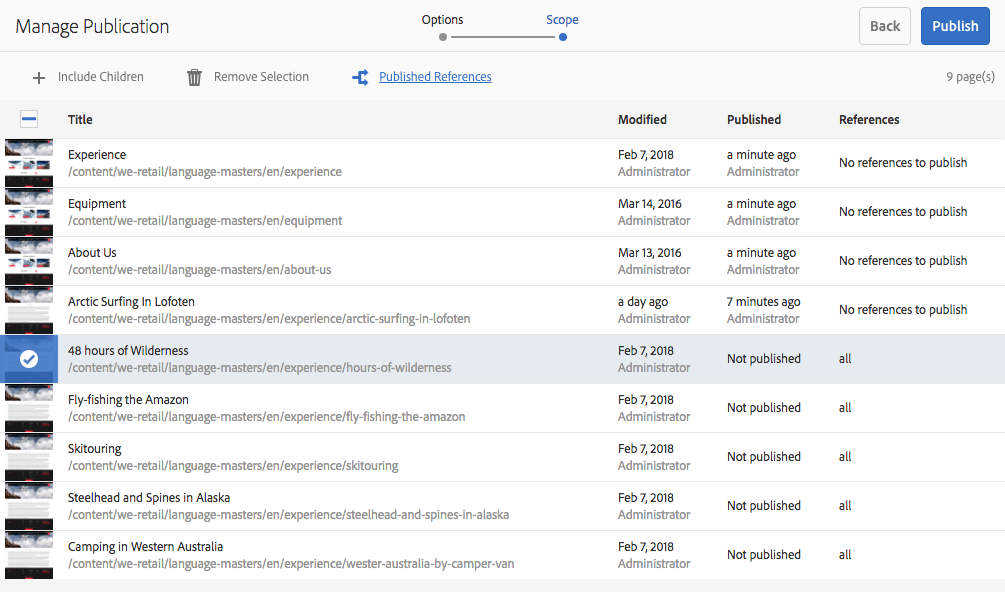 Manage Publication
Options
Scope
Back
Publish
Include Children
Remove Selection
Published References
9 page(s)
Title Modified Published References
Experience Feb 7, 2018 a minute ago No references to publish
/content/we-retail/language-masters/en/experience Administrator Administrator
Equipment Mar 14, 2016 a minute ago No references to publish
/content/we-retail/language-masters/en/equipment Administrator Administrator
About Us Mar 13, 2016 a minute ago No references to publish
/content/we-retail/language-masters/en/about-us Administrator Administrator
Arctic Surfing In Lofoten a day ago 7 minutes ago No references to publish
/content/we-retail/language-masters/en/experience/arctic-surfing-in-lofoten Administrator Administrator
48 hours of Wilderness Feb 7, 2018 Not published all
/content/we-retail/language-masters/en/experience/hours-of-wilderness Administrator
Fly-fishing the Amazon Feb 7, 2018 Not published all
/content/we-retail/language-masters/en/experience/fly-fishing-the-amazon Administrator
Skitouring Feb 7, 2018 Not published all
/content/we-retail/language-masters/en/experience/skitouring Administrator
Steelhead and Spines in Alaska Feb 7, 2018 Not published all
/content/we-retail/language-masters/en/experience/steelhead-and-spines-in-alaska Administrator
Camping in Western Australia Feb 7, 2018 Not published all
/content/we-retail/language-masters/en/experience/wester-australia-by-camper-van Administrator